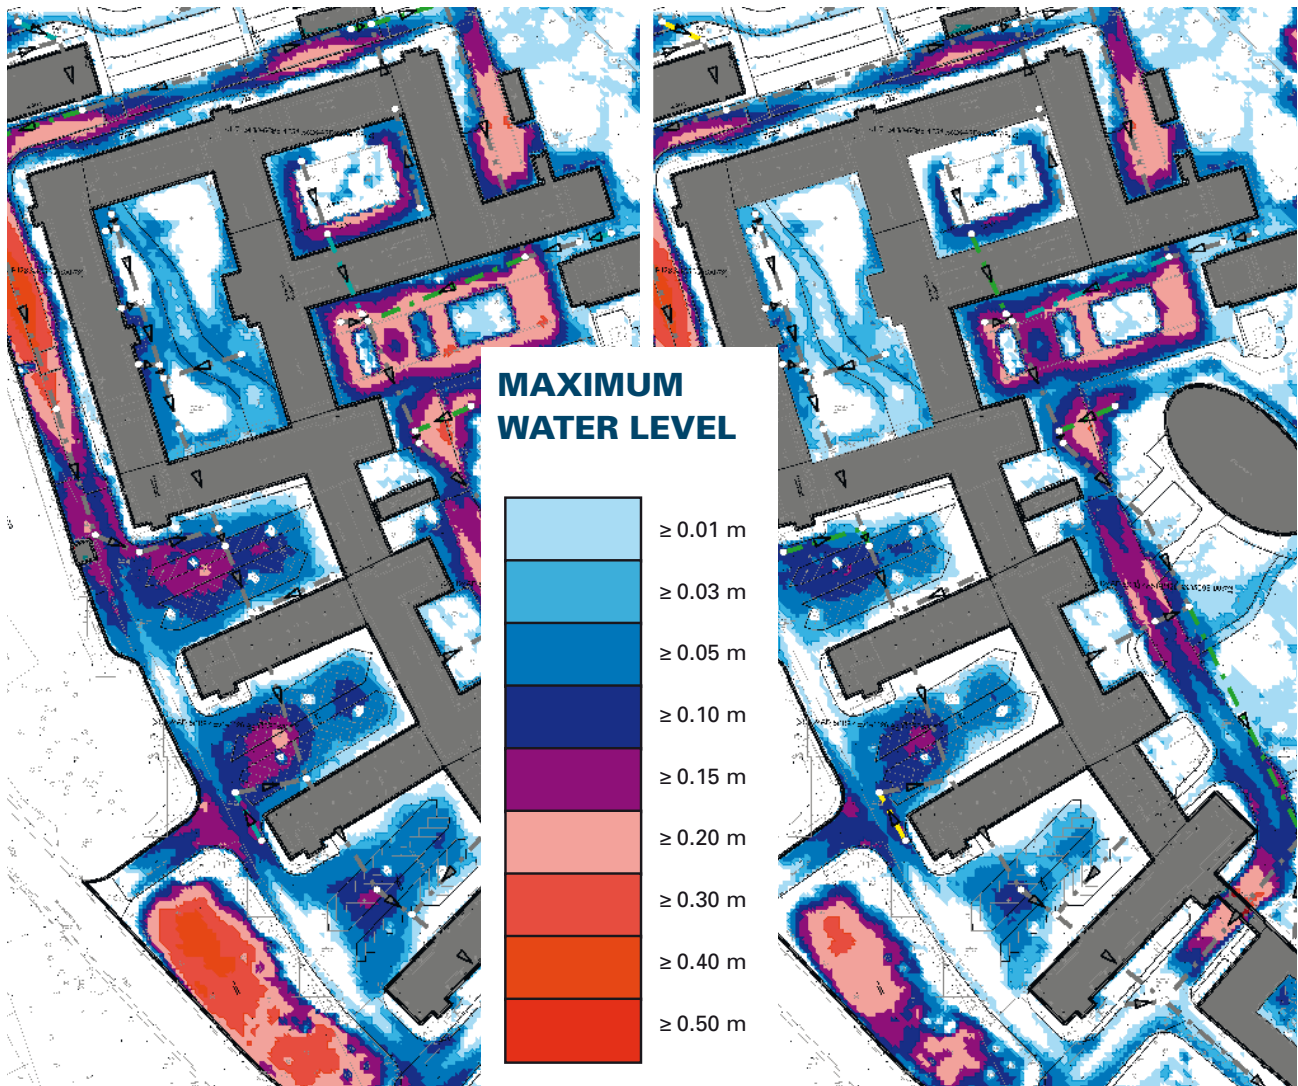 MAXIMUM
WATER LEVEL
≥ 0.01 m
≥ 0.03 m
≥ 0.05 m
≥ 0.10 m
≥ 0.15 m
≥ 0.20 m
≥ 0.30 m
≥ 0.40 m
≥ 0.50 m